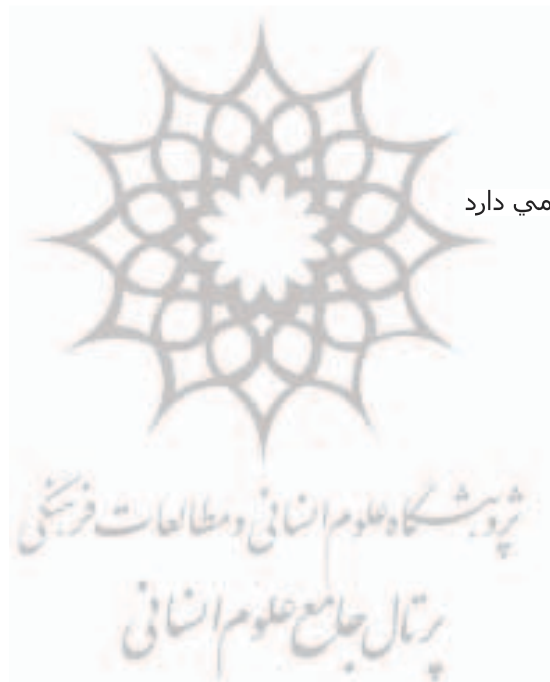 مي دارد
پژوهشگاه علوم انسانی و مطالعات فرهنگی
پرتال جامع علوم انسانی